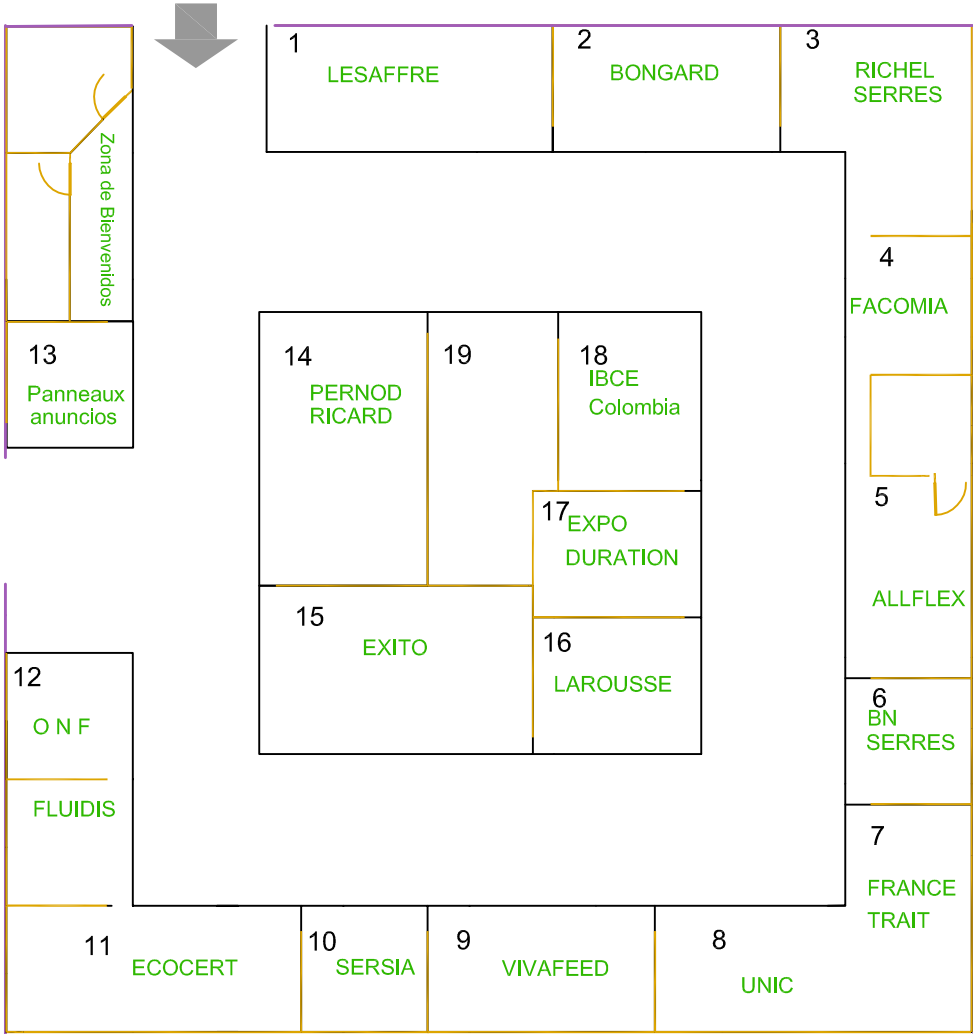 1
LESAFFRE
2
BONGARD
3
RICHEL
SERRES
Zona de Bienvenidos
4
FACOMIA
13
Panneaux
anuncios
14
PERNOD
RICARD
19
18
IBCE
Colombia
17
EXPO
DURATION
5
ALLFLEX
15
EXITO
16
LAROUSSE
12
O N F
FLUIDIS
6
BN
SERRES
7
FRANCE
TRAIT
11
ECOCERT
10
SERSIA
9
VIVAFEED
8
UNIC